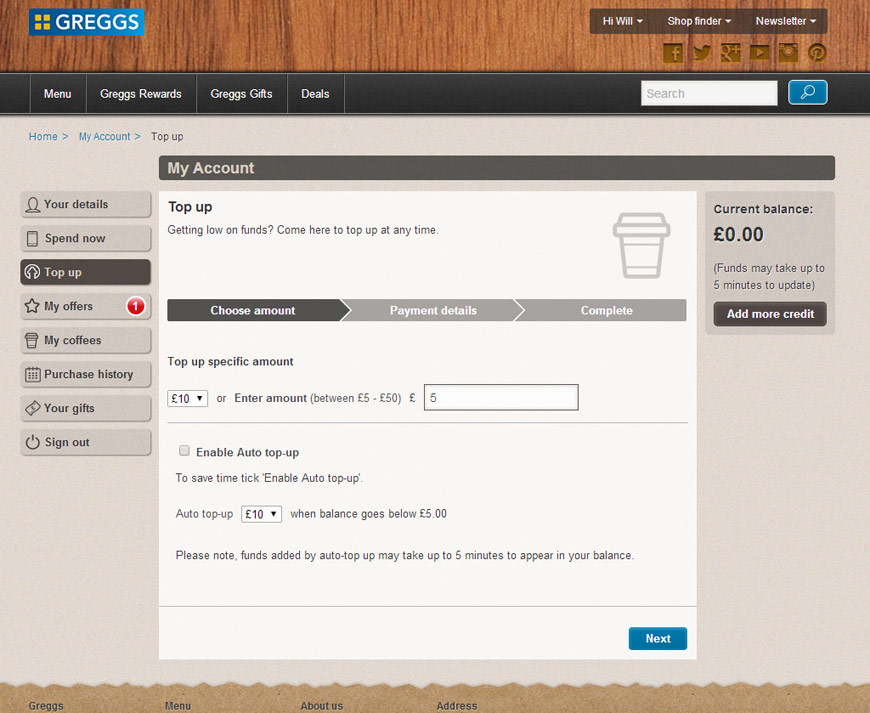 GREGGS
Hi Will Shop finder Newsletter
Menu Greggs Rewards Greggs Gifts Deals Search
Home > My Account > Top up
My Account
Your details
Spend now
Top up
My offers 1
My coffees
Purchase history
Your gifts
Sign out
Top up
Getting low on funds? Come here to top up at any time.
Choose amount Payment details Complete
Top up specific amount
£10 or Enter amount (between £5 - £50) £ 5
Enable Auto top-up
To save time tick 'Enable Auto top-up'.
Auto top-up £10 when balance goes below £5.00
Please note, funds added by auto-top up may take up to 5 minutes to appear in your balance.
Next
Current balance:
£0.00
(Funds may take up to
5 minutes to update)
Add more credit
Greggs Menu About us Address